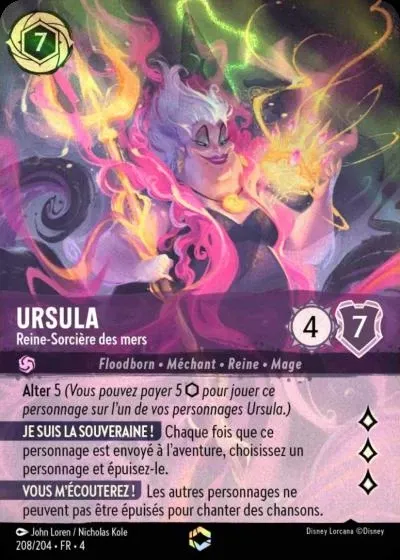 7
URSULA
Reine-Sorcière des mers
4
7
Floodborn • Méchant • Reine • Mage
Alter 5 (Vous pouvez payer 5 ⬡ pour jouer ce
personnage sur l'un de vos personnages Ursula.)
JE SUIS LA SOUVERAINE ! Chaque fois que ce
personnage est envoyé à l'aventure, choisissez un
personnage et épuisez-le.
VOUS M'ÉCOUTEREZ ! Les autres personnages ne
peuvent pas être épuisés pour chanter des chansons.
John Loren / Nicholas Kole
Disney Lorcana ©Disney
208/204 • FR • 4